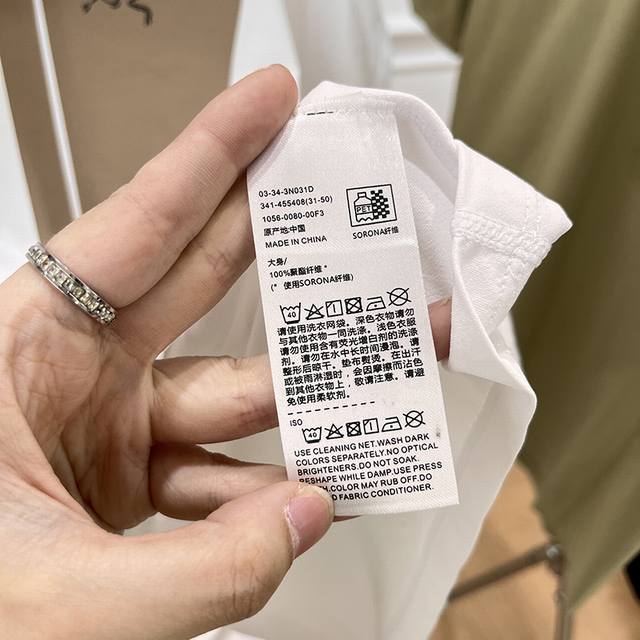 03-34-3N031D
341-455408(31-50)
1056-0080-00F3
原产地:中国
MADE IN CHINA
PET
SORONA纤维
大身/
100%聚酯纤维*
(* 使用SORONA纤维)
40
请使用洗衣网袋。深色衣物请勿
与其他衣物一同洗涤。浅色衣服
请勿使用含有荧光增白剂的洗涤
剂。请勿在水中长时间浸泡。请
整形后晾干。垫布熨烫。在出汗
或被雨淋湿时，会因摩擦而沾色
到其他衣物上，敬请注意。请避
免使用柔软剂。
ISO
40
USE CLEANING NET.WASH DARK
COLORS SEPARATELY.NO OPTICAL
BRIGHTENERS.DO NOT SOAK.
RESHAPE WHILE DAMP.USE PRESS
COLOR MAY RUB OFF.DO
FABRIC CONDITIONER.